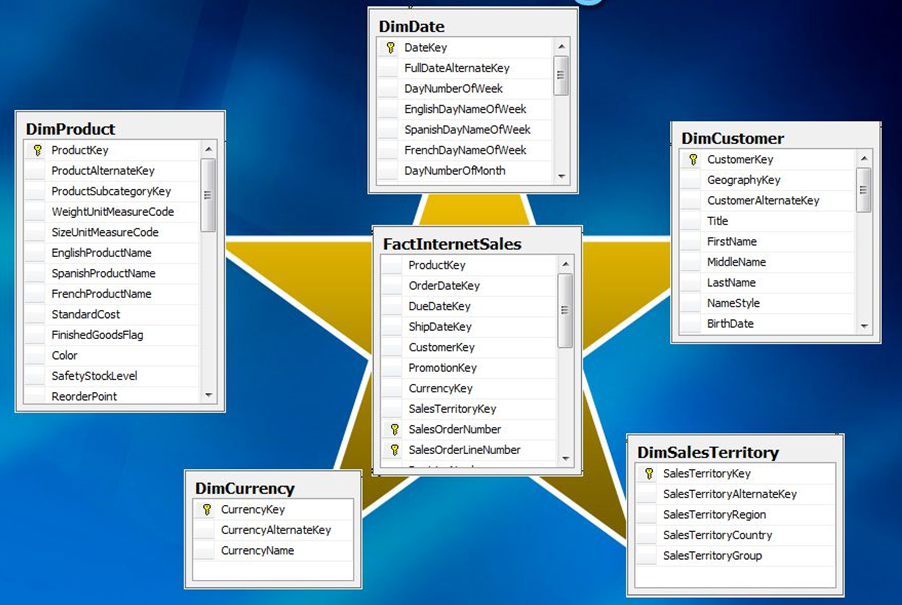 DimDate
DateKey
FullDateAlternateKey
DayNumberOfWeek
EnglishDayNameOfWeek
SpanishDayNameOfWeek
FrenchDayNameOfWeek
DayNumberOfMonth
DimProduct
ProductKey
ProductAlternateKey
ProductSubcategoryKey
WeightUnitMeasureCode
SizeUnitMeasureCode
EnglishProductName
SpanishProductName
FrenchProductName
StandardCost
FinishedGoodsFlag
Color
SafetyStockLevel
ReorderPoint
DimCustomer
CustomerKey
GeographyKey
CustomerAlternateKey
Title
FirstName
MiddleName
LastName
NameStyle
BirthDate
FactInternetSales
ProductKey
OrderDateKey
DueDateKey
ShipDateKey
CustomerKey
PromotionKey
CurrencyKey
SalesTerritoryKey
SalesOrderNumber
SalesOrderLineNumber
DimCurrency
CurrencyKey
CurrencyAlternateKey
CurrencyName
DimSalesTerritory
SalesTerritoryKey
SalesTerritoryAlternateKey
SalesTerritoryRegion
SalesTerritoryCountry
SalesTerritoryGroup